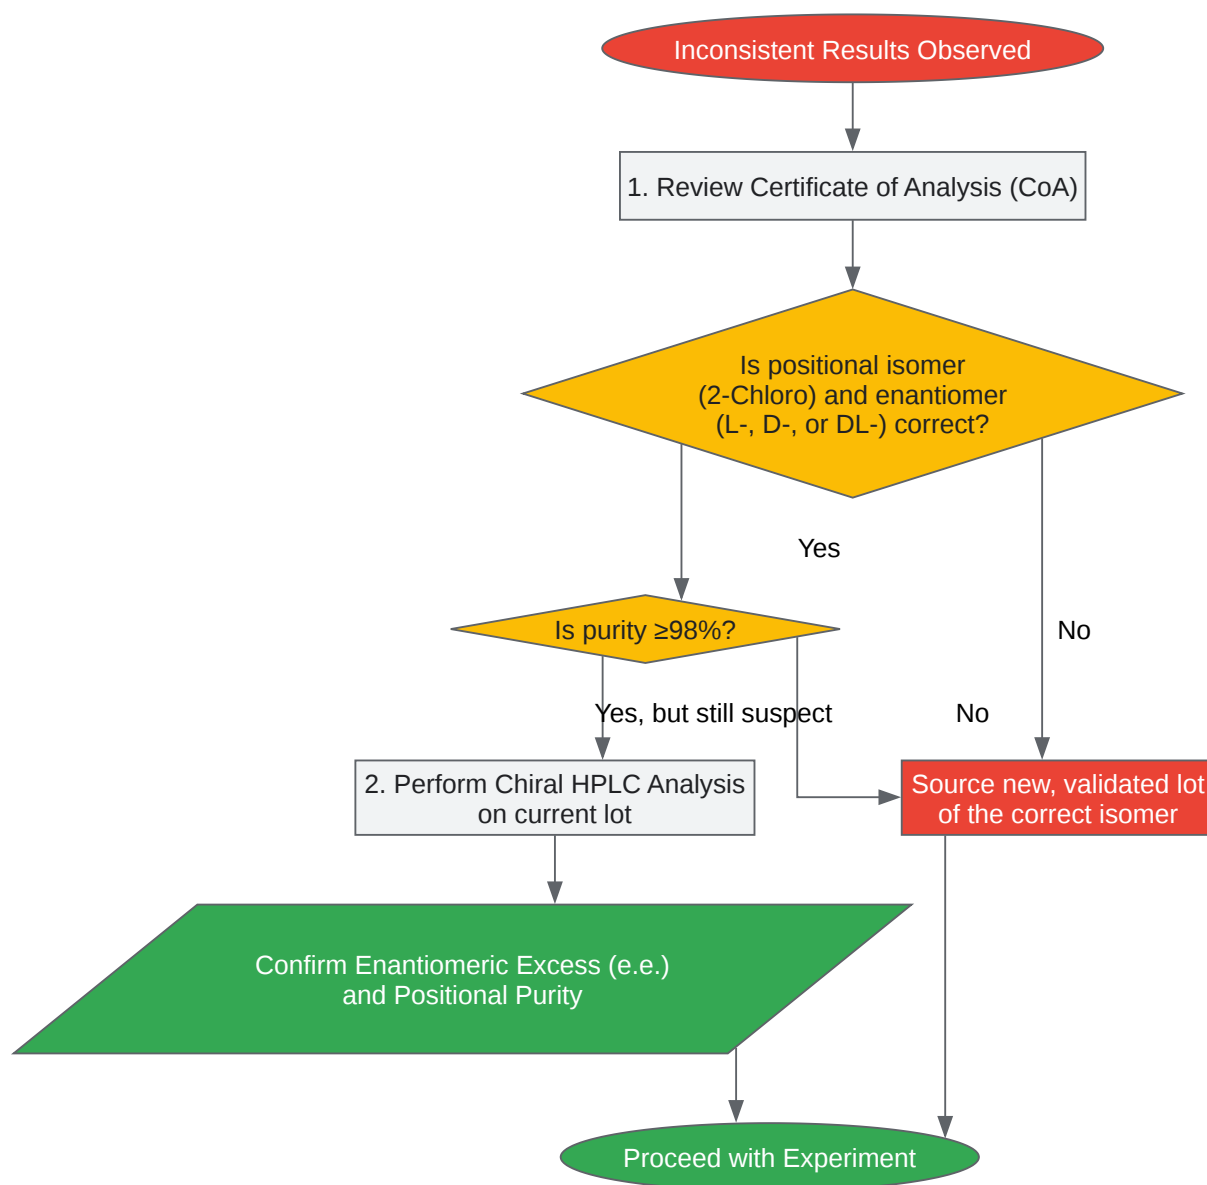 Inconsistent Results Observed
1. Review Certificate of Analysis (CoA)
Is positional isomer
(2-Chloro) and enantiomer
(L-, D-, or DL-) correct?
Yes
Is purity ≥98%?
No
Yes, but still suspect
No
2. Perform Chiral HPLC Analysis
on current lot
Source new, validated lot
of the correct isomer
Confirm Enantiomeric Excess (e.e.)
and Positional Purity
Proceed with Experiment